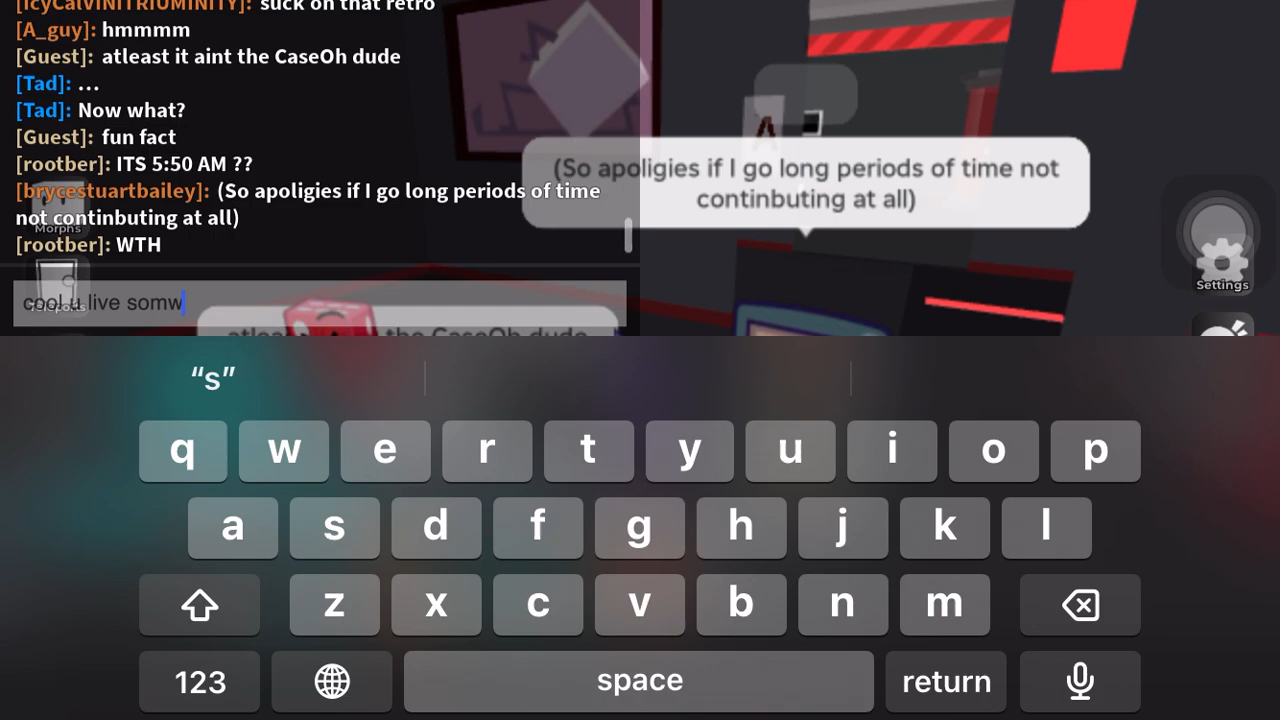 [IcyCalVINITRIUMINITY]: suck on that retro
[A_guy]: hmmmm
[Guest]: atleast it aint the CaseOh dude
[Tad]: ...
[Tad]: Now what?
[Guest]: fun fact
[rootber]: ITS 5:50 AM ??
[brycestuartbailey]: (So apoligies if I go long periods of time
not continbuting at all)
[rootber]: WTH
(So apoligies if I go long periods of time not
continbuting at all)
Morphs
Settings
cool u live somw
the CaseOh dude
“s”
q w e r t y u i o p
a s d f g h j k l
z x c v b n m
123 space return